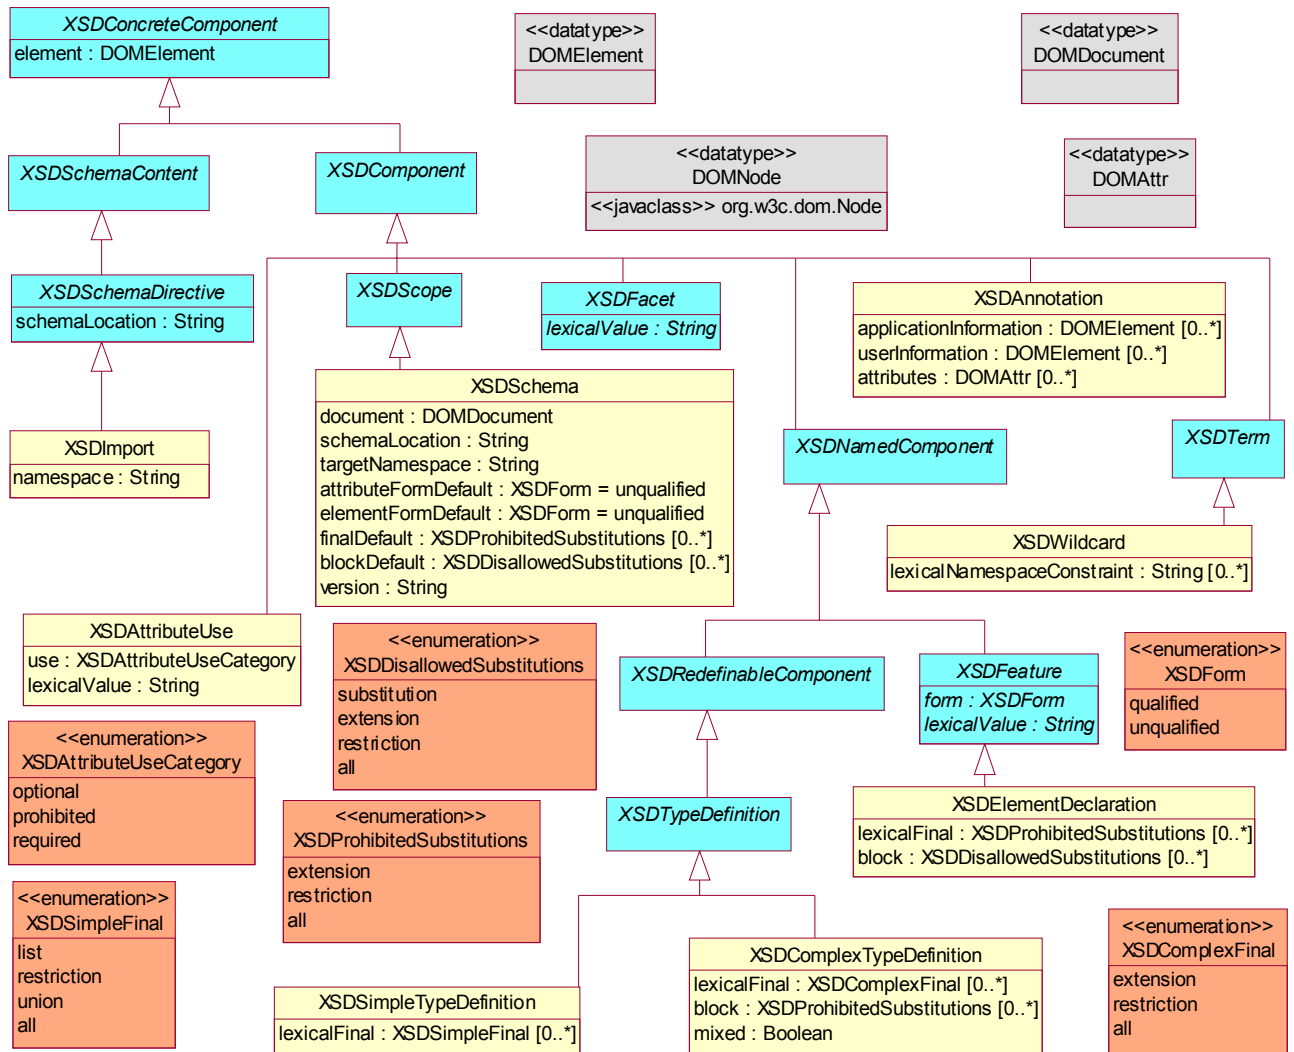 XSDConcreteComponent
element : DOMElement
<<datatype>>
DOMElement
<<datatype>>
DOMDocument
XSDSchemaContent
XSDComponent
<<datatype>>
DOMNode
<<javaclass>> org.w3c.dom.Node
<<datatype>>
DOMAttr
XSDSchemaDirective
schemaLocation : String
XSDScope
XSDFacet
lexicalValue : String
XSDAnnotation
applicationInformation : DOMElement [0..*]
userInformation : DOMElement [0..*]
attributes : DOMAttr [0..*]
XSDImport
namespace : String
XSDSchema
document : DOMDocument
schemaLocation : String
targetNamespace : String
attributeFormDefault : XSDForm = unqualified
elementFormDefault : XSDForm = unqualified
finalDefault : XSDProhibitedSubstitutions [0..*]
blockDefault : XSDDisallowedSubstitutions [0..*]
version : String
XSDNamedComponent
XSDTerm
XSDWildcard
lexicalNamespaceConstraint : String [0..*]
XSDAttributeUse
use : XSDAttributeUseCategory
lexicalValue : String
<<enumeration>>
XSDDisallowedSubstitutions
substitution
extension
restriction
all
XSDRedefinableComponent
XSDFeature
form : XSDForm
lexicalValue : String
<<enumeration>>
XSDForm
qualified
unqualified
<<enumeration>>
XSDAttributeUseCategory
optional
prohibited
required
<<enumeration>>
XSDProhibitedSubstitutions
extension
restriction
all
XSDTypeDefinition
XSDElementDeclaration
lexicalFinal : XSDProhibitedSubstitutions [0..*]
block : XSDDisallowedSubstitutions [0..*]
<<enumeration>>
XSDSimpleFinal
list
restriction
union
all
XSDSimpleTypeDefinition
lexicalFinal : XSDSimpleFinal [0..*]
XSDComplexTypeDefinition
lexicalFinal : XSDComplexFinal [0..*]
block : XSDProhibitedSubstitutions [0..*]
mixed : Boolean
<<enumeration>>
XSDComplexFinal
extension
restriction
all